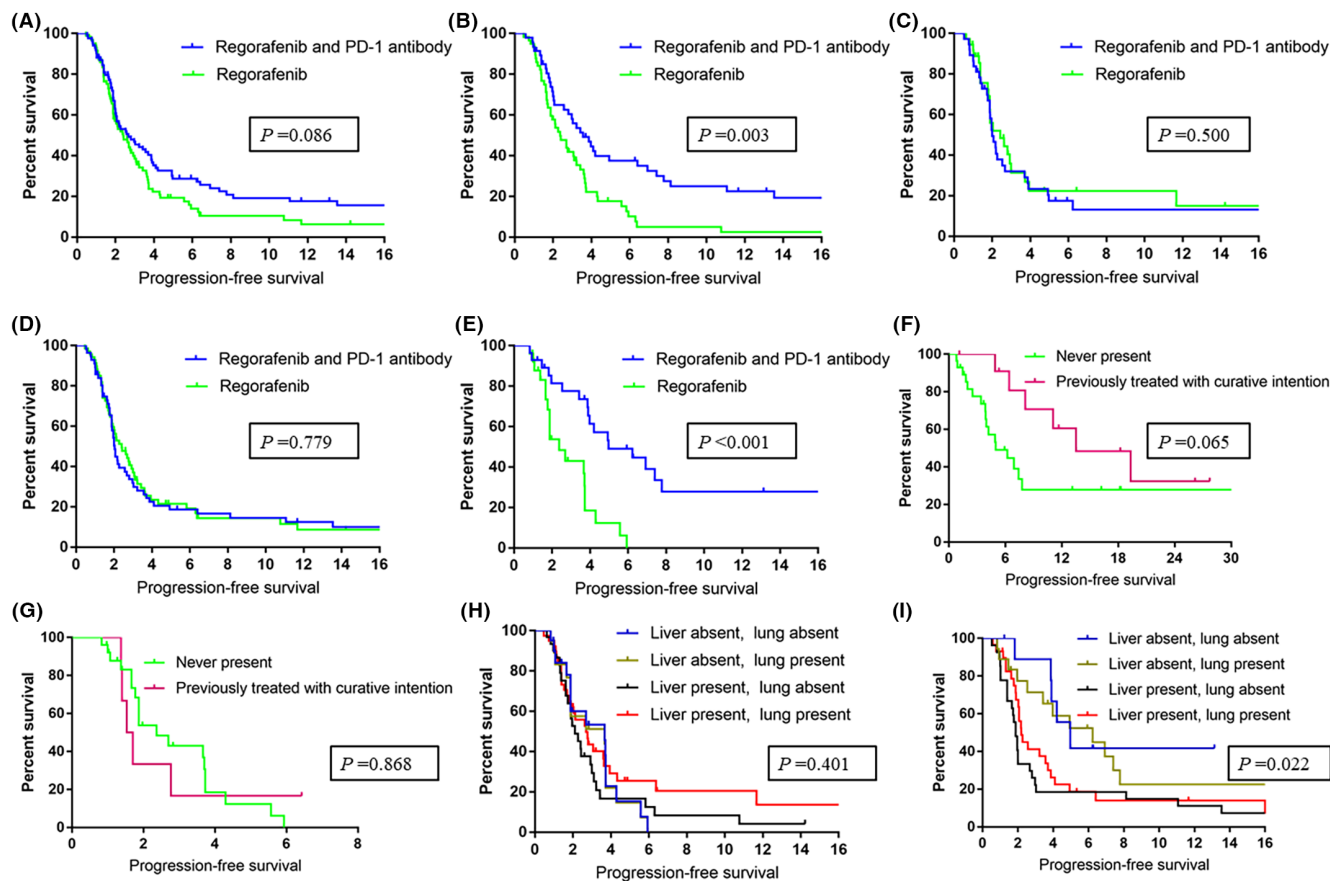 (A)
Percent survival
100
80
60
40
20
0
Regorafenib and PD-1 antibody
Regorafenib
P =0.086
0 2 4 6 8 10 12 14 16
Progression-free survival
(B)
Percent survival
100
80
60
40
20
0
Regorafenib and PD-1 antibody
Regorafenib
P =0.003
0 2 4 6 8 10 12 14 16
Progression-free survival
(C)
Percent survival
100
80
60
40
20
0
Regorafenib and PD-1 antibody
Regorafenib
P =0.500
0 2 4 6 8 10 12 14 16
Progression-free survival
(D)
Percent survival
100
80
60
40
20
0
Regorafenib and PD-1 antibody
Regorafenib
P =0.779
0 2 4 6 8 10 12 14 16
Progression-free survival
(E)
Percent survival
100
80
60
40
20
0
Regorafenib and PD-1 antibody
Regorafenib
P <0.001
0 2 4 6 8 10 12 14 16
Progression-free survival
(F)
Percent survival
100
80
60
40
20
0
Never present
Previously treated with curative intention
P =0.065
0 6 12 18 24 30
Progression-free survival
(G)
Percent survival
100
80
60
40
20
0
Never present
Previously treated with curative intention
P =0.868
0 2 4 6 8
Progression-free survival
(H)
Percent survival
100
80
60
40
20
0
Liver absent, lung absent
Liver absent, lung present
Liver present, lung absent
Liver present, lung present
P =0.401
0 2 4 6 8 10 12 14 16
Progression-free survival
(I)
Percent survival
100
80
60
40
20
0
Liver absent, lung absent
Liver absent, lung present
Liver present, lung absent
Liver present, lung present
P =0.022
0 2 4 6 8 10 12 14 16
Progression-free survival